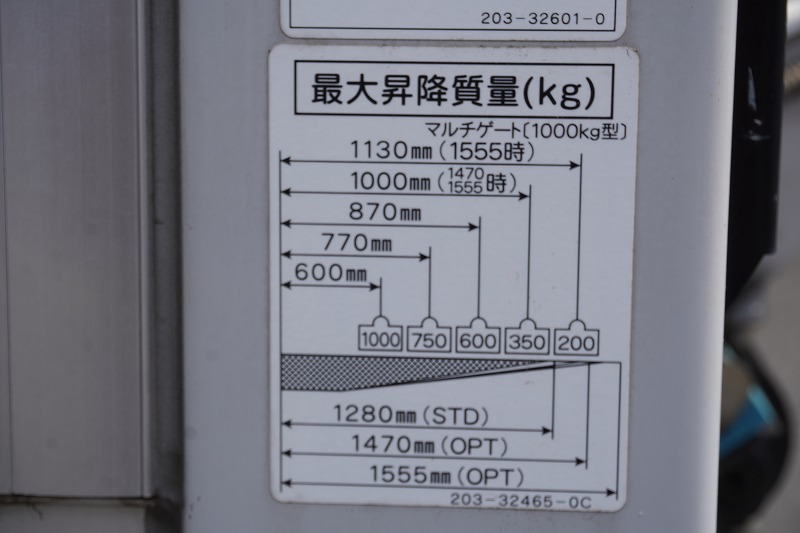 203-32601-0
最大昇降質量(kg)
マルチゲート〔1000kg型〕
1130mm(1555時)
1000mm(1470 1555時)
870mm
770mm
600mm
1000 750 600 350 200
1280mm(STD)
1470mm(OPT)
1555mm(OPT)
203-32465-0C